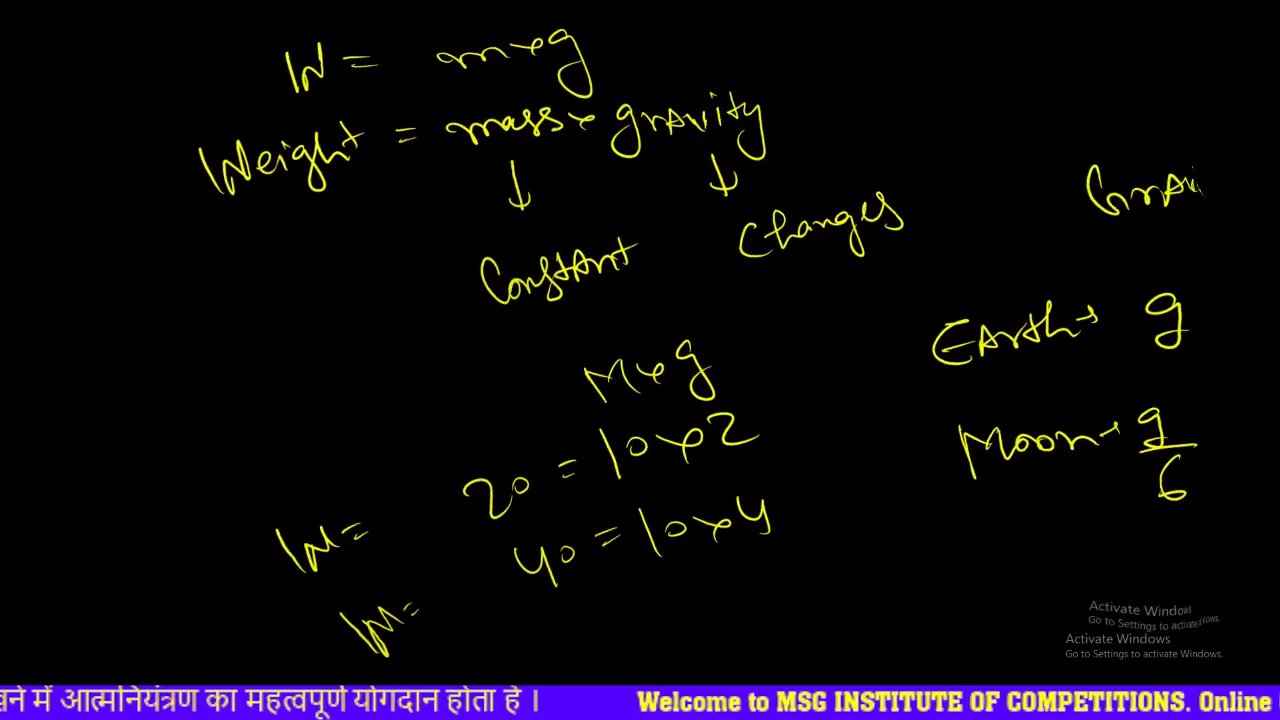 W = m×g
Weight = mass × gravity
↓ ↓
Constant Changes
Gravi
Earth → g
Moon → g/6
M×g
W = 20 = 10×2
W = 40 = 10×4
Activate Windows
Go to Settings to activate Windows.
Activate Windows
Go to Settings to activate Windows.
खने में आत्मनियंत्रण का महत्वपूर्ण योगदान होता है । Welcome to MSG INSTITUTE OF COMPETITIONS. Online